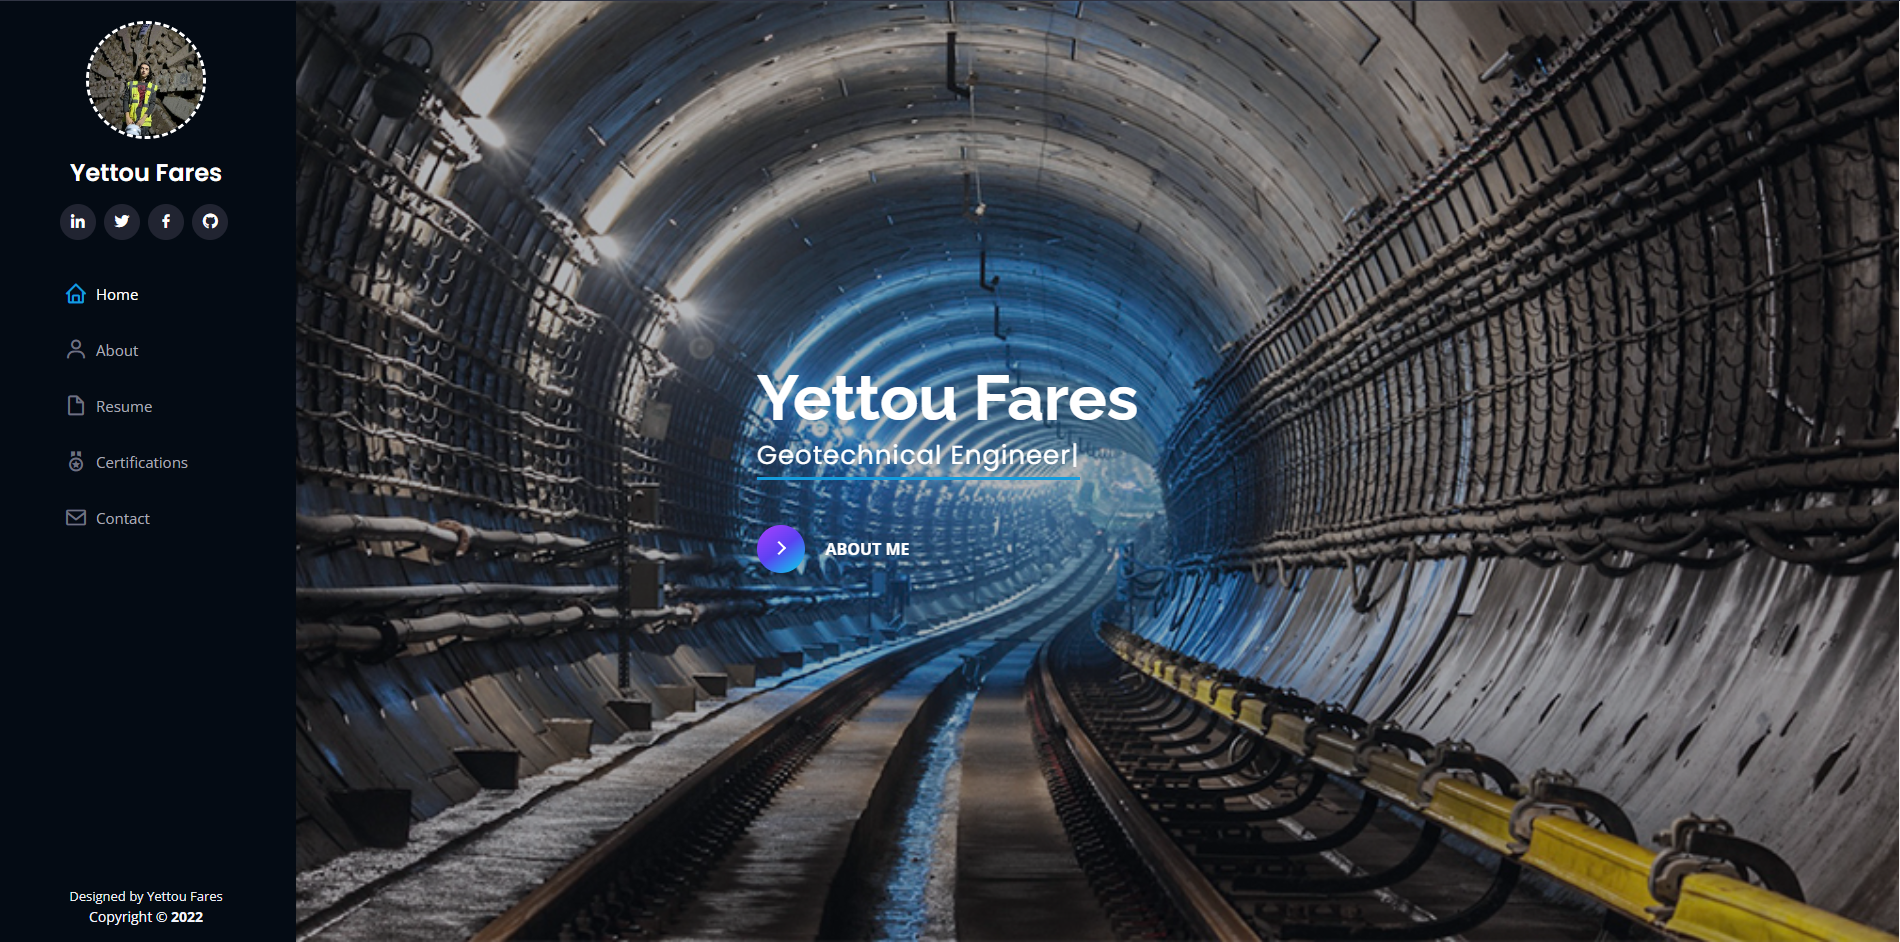 Yettou Fares
Home
About
Resume
Certifications
Contact
Designed by Yettou Fares
Copyright © 2022
Yettou Fares
Geotechnical Engineer|
ABOUT ME